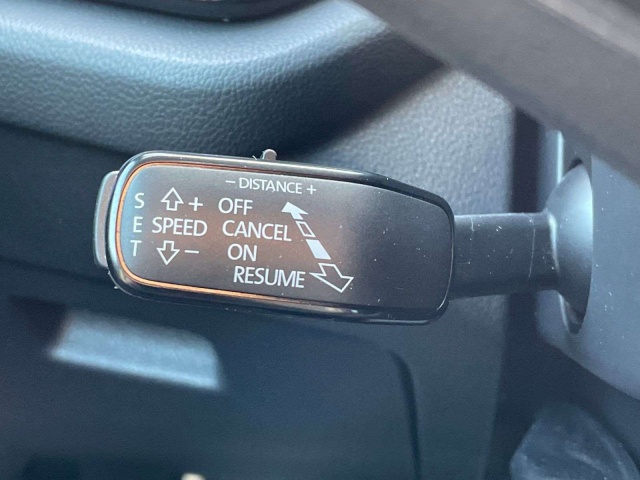 − DISTANCE +
S + OFF
E SPEED CANCEL
T − ON
RESUME